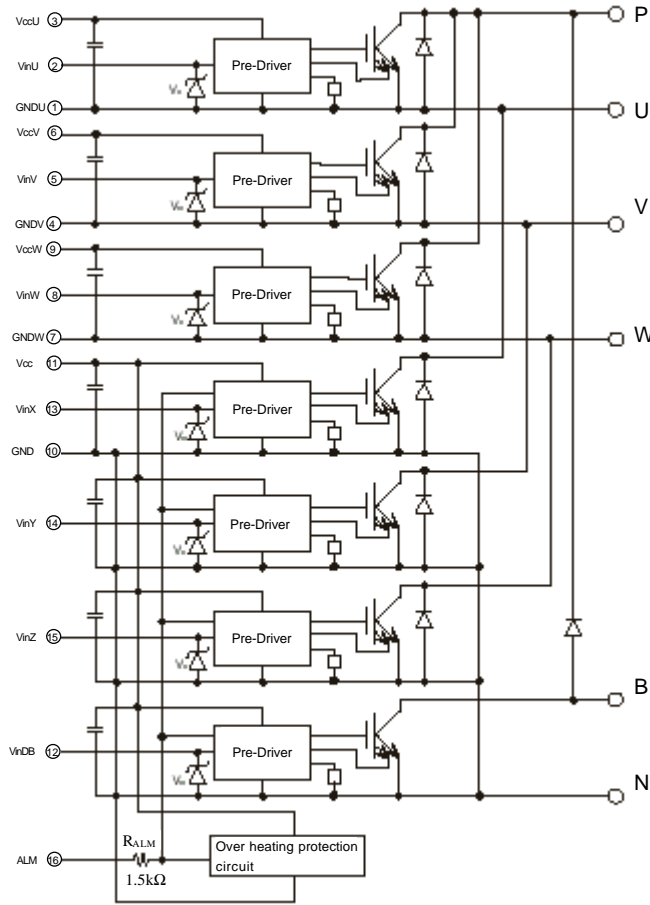 VccU 3
P
VinU 2
Pre-Driver
GNDU 1
U
VccV 6
VinV 5
Pre-Driver
GNDV 4
V
VccW 9
VinW 8
Pre-Driver
GNDW 7
W
Vcc 11
VinX 13
Pre-Driver
GND 10
VinY 14
Pre-Driver
VinZ 15
Pre-Driver
B
VinDB 12
Pre-Driver
N
RALM
ALM 16
1.5kΩ
Over heating protection
circuit